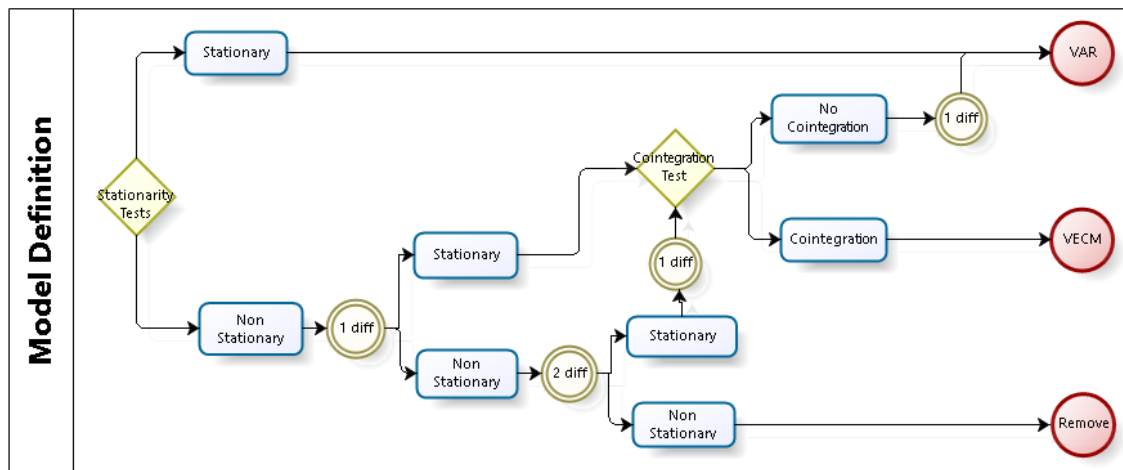 Model Definition
Stationary
VAR
No
Cointegration
1 diff
Cointegration
Test
Stationarity
Tests
Stationary
1 diff
Cointegration
VECM
Non
Stationary
1 diff
Stationary
Non
Stationary
2 diff
Non
Stationary
Remove